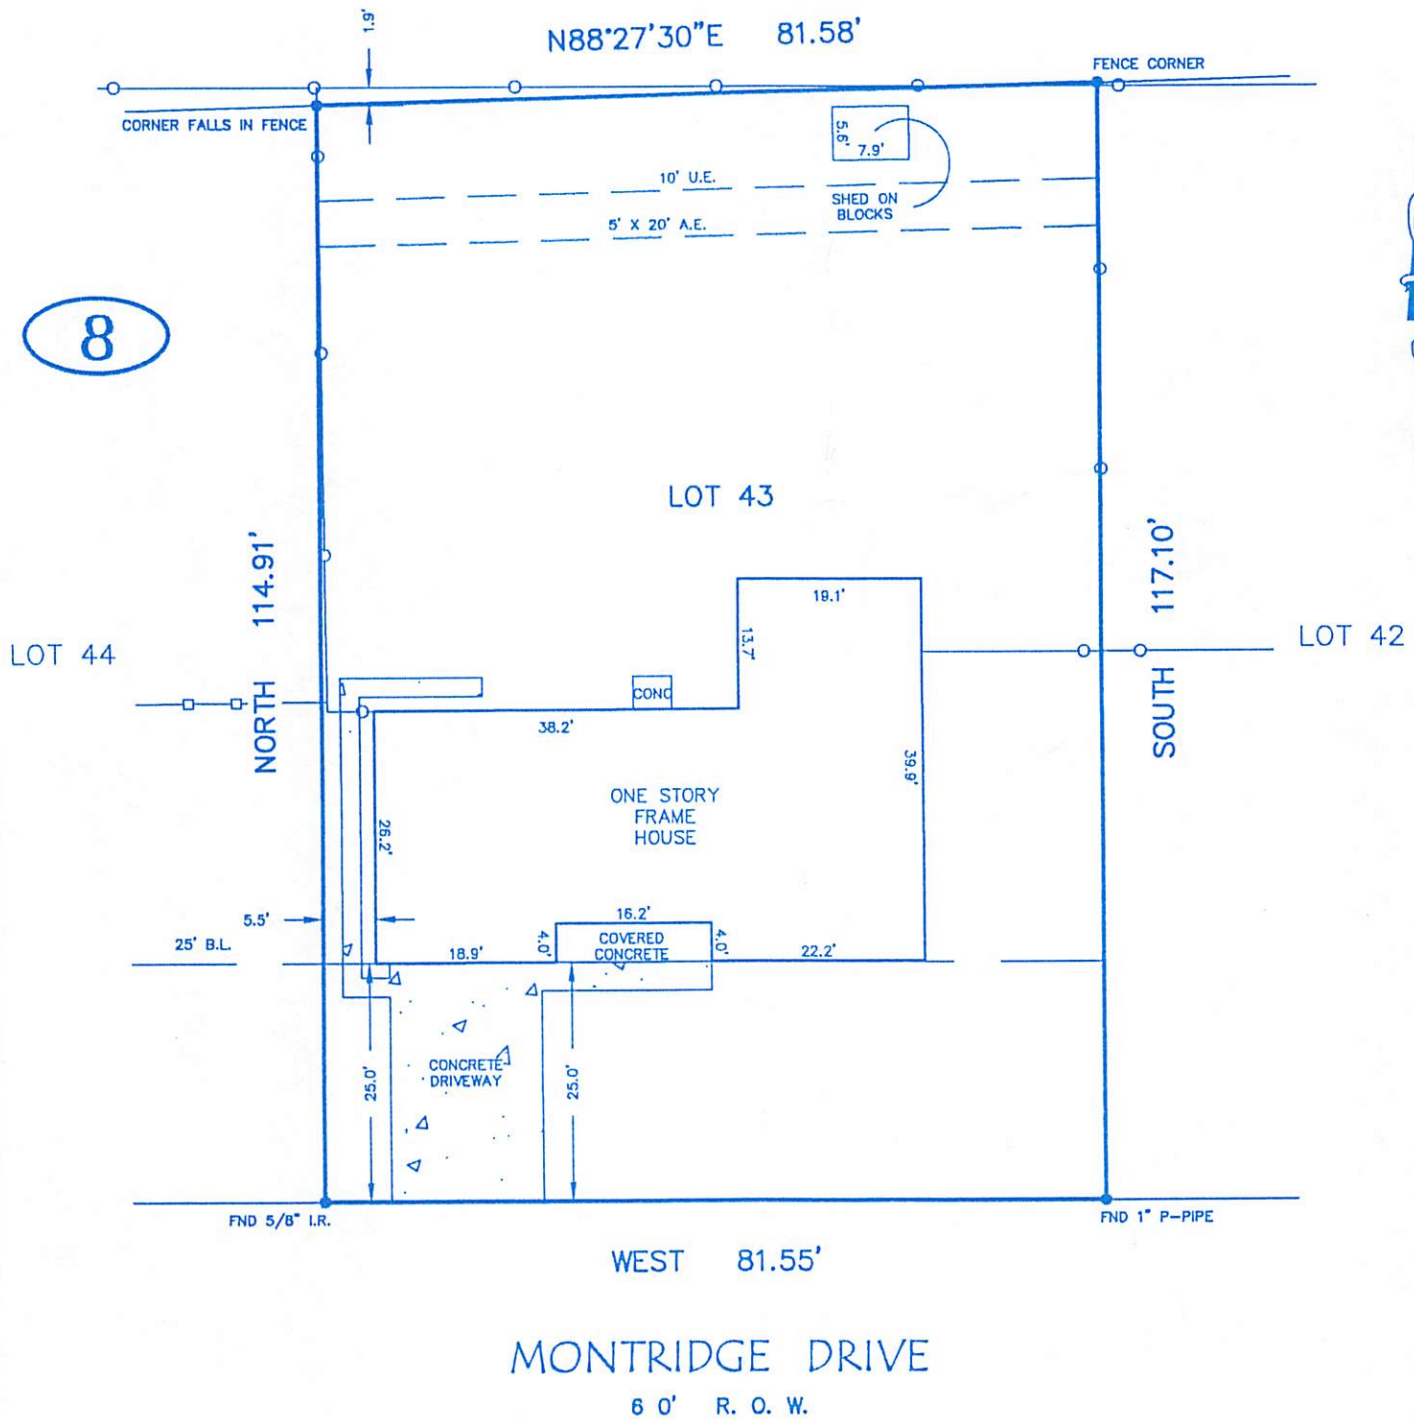 1.9'
N88°27'30"E 81.58'
FENCE CORNER
CORNER FALLS IN FENCE
5.6'
7.9'
10' U.E.
SHED ON
BLOCKS
5' X 20' A.E.
8
LOT 43
NORTH 114.91'
SOUTH 117.10'
LOT 44
LOT 42
19.1'
13.7'
CONC
38.2'
39.9'
ONE STORY
FRAME
HOUSE
26.2'
5.5'
25' B.L.
18.9'
4.0'
16.2'
COVERED
CONCRETE
4.0'
22.2'
CONCRETE
DRIVEWAY
25.0'
25.0'
FND 5/8" I.R.
FND 1" P-PIPE
WEST 81.55'
MONTRIDGE DRIVE
60' R.O.W.